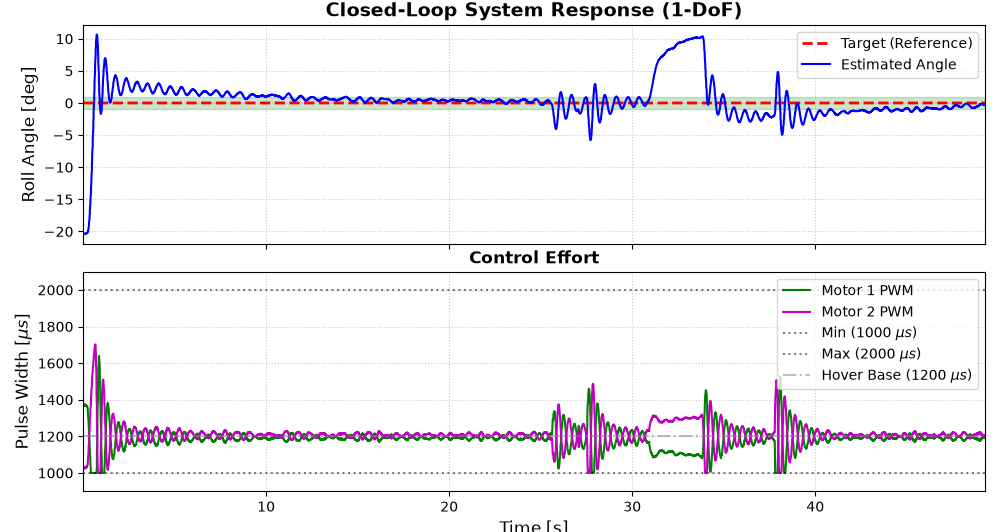 Closed-Loop System Response (1-DoF)
Roll Angle [deg]
10
5
0
−5
−10
−15
−20
Target (Reference)
Estimated Angle
Control Effort
Pulse Width [μs]
2000
1800
1600
1400
1200
1000
Motor 1 PWM
Motor 2 PWM
Min (1000 μs)
Max (2000 μs)
Hover Base (1200 μs)
10
20
30
40
Time [s]